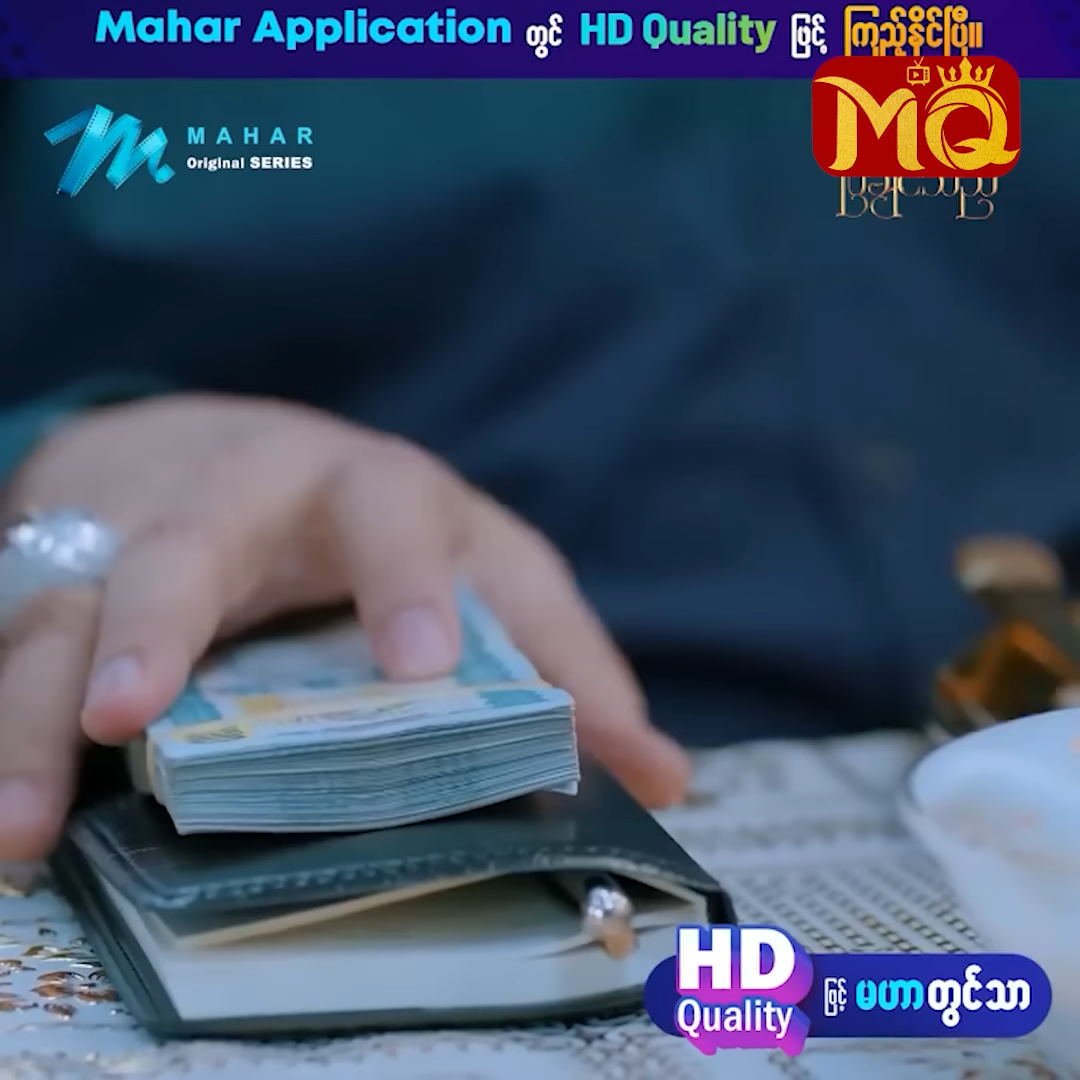 Mahar Application တွင် HD Quality ဖြင့် ကြည့်နိုင်ပြီ။
MQ
MAHAR
Original SERIES
HD
Quality
ဖြင့် မဟာတွင်သာ